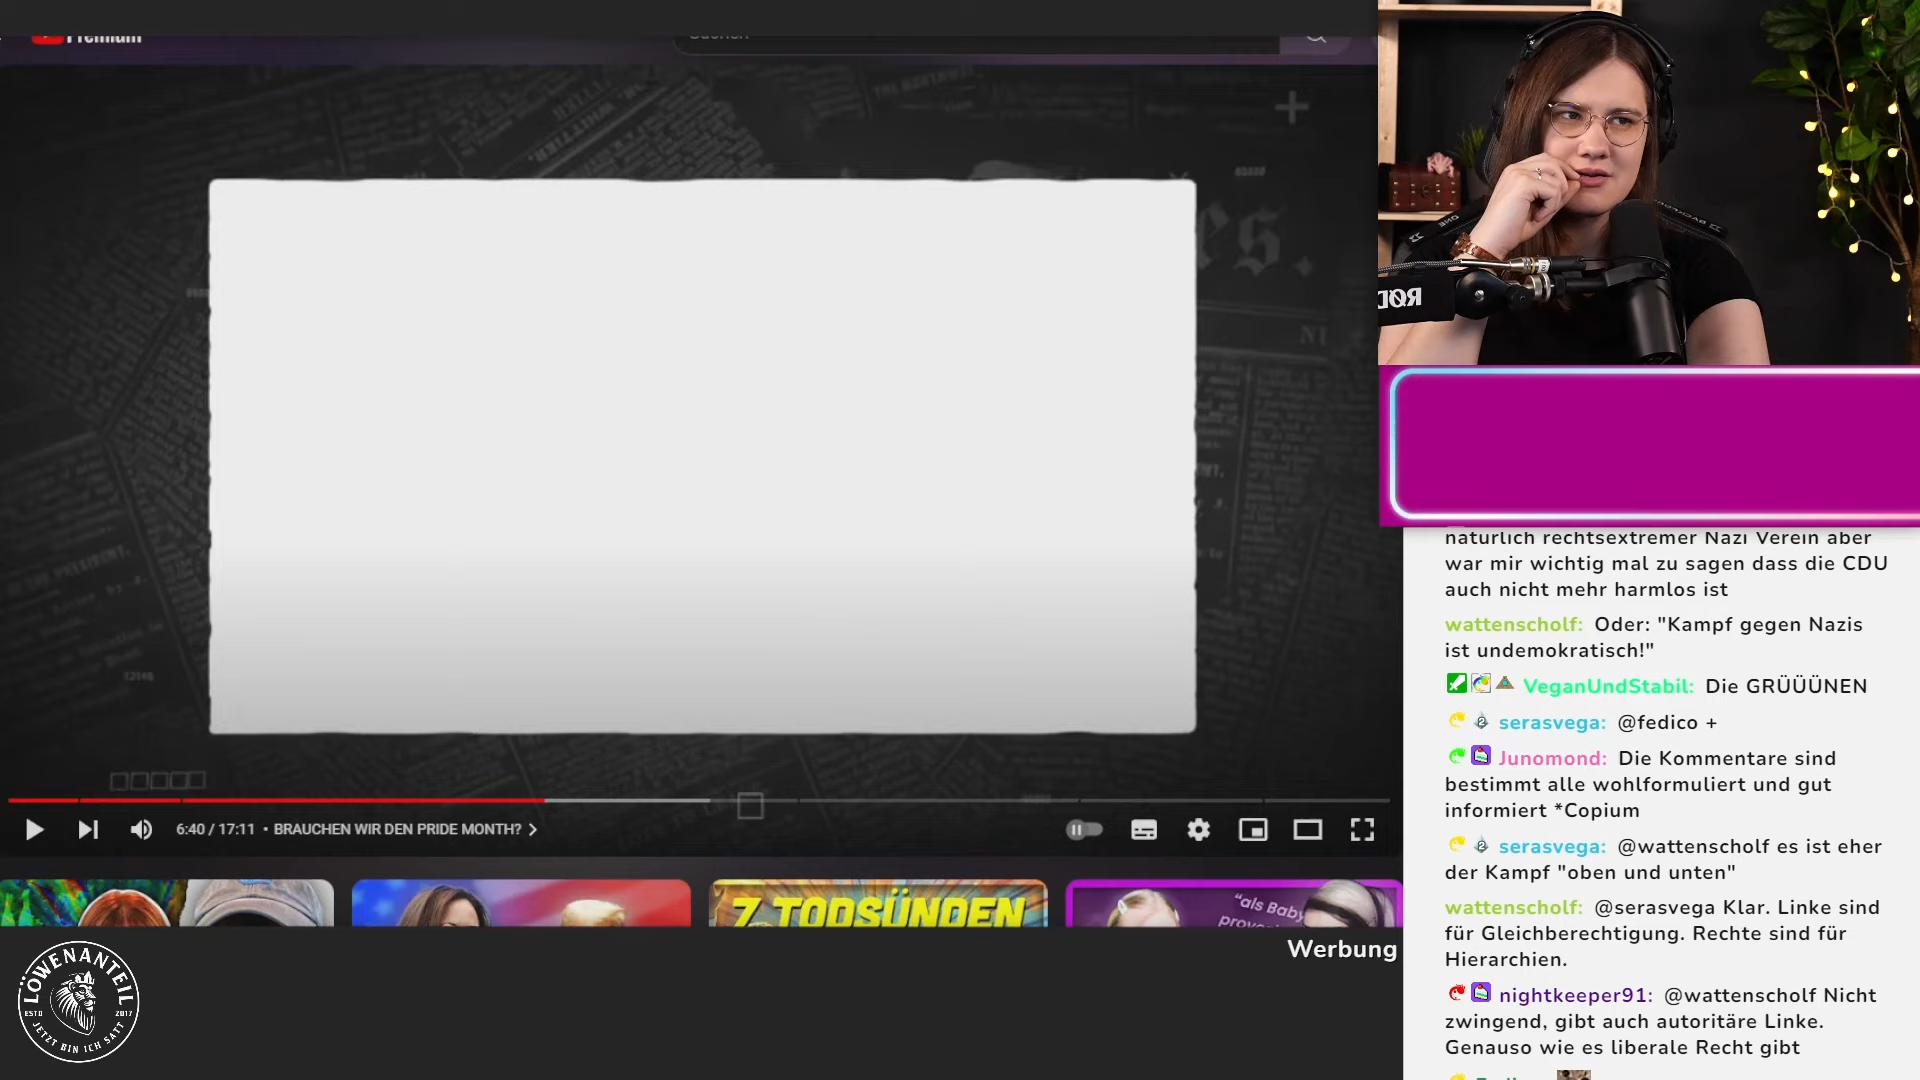 Premium
Suchen
es.
6:40 / 17:11 • BRAUCHEN WIR DEN PRIDE MONTH?
7 TODSÜNDEN
"als Baby
Werbung
LÖWENANTEIL
ESTD 2017
JETZT BIN ICH SATT
RØDE
natürlich rechtsextremer Nazi Verein aber
war mir wichtig mal zu sagen dass die CDU
auch nicht mehr harmlos ist
wattenscholf: Oder: "Kampf gegen Nazis
ist undemokratisch!"
VeganUndStabil: Die GRÜÜÜNEN
serasvega: @fedico +
Junomond: Die Kommentare sind
bestimmt alle wohlformuliert und gut
informiert *Copium
serasvega: @wattenscholf es ist eher
der Kampf "oben und unten"
wattenscholf: @serasvega Klar. Linke sind
für Gleichberechtigung. Rechte sind für
Hierarchien.
nightkeeper91: @wattenscholf Nicht
zwingend, gibt auch autoritäre Linke.
Genauso wie es liberale Recht gibt